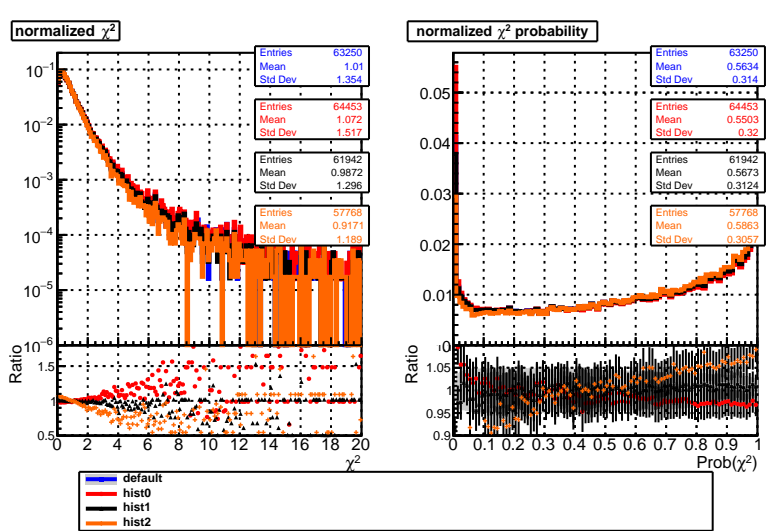 normalized χ²
Entries 63250
Mean 1.01
Std Dev 1.354
Entries 64453
Mean 1.072
Std Dev 1.517
Entries 61942
Mean 0.9872
Std Dev 1.296
Entries 57768
Mean 0.9171
Std Dev 1.189
10⁻¹
10⁻²
10⁻³
10⁻⁴
10⁻⁵
10⁻⁶
Ratio
1.5
1
0.5
0 2 4 6 8 10 12 14 16 18 20
χ²
normalized χ² probability
Entries 63250
Mean 0.5634
Std Dev 0.314
Entries 64453
Mean 0.5503
Std Dev 0.32
Entries 61942
Mean 0.5673
Std Dev 0.3124
Entries 57768
Mean 0.5863
Std Dev 0.3057
0.05
0.04
0.03
0.02
0.01
Ratio
1.05
1
0.95
0.9
0 0.1 0.2 0.3 0.4 0.5 0.6 0.7 0.8 0.9 1
Prob(χ²)
default
hist0
hist1
hist2